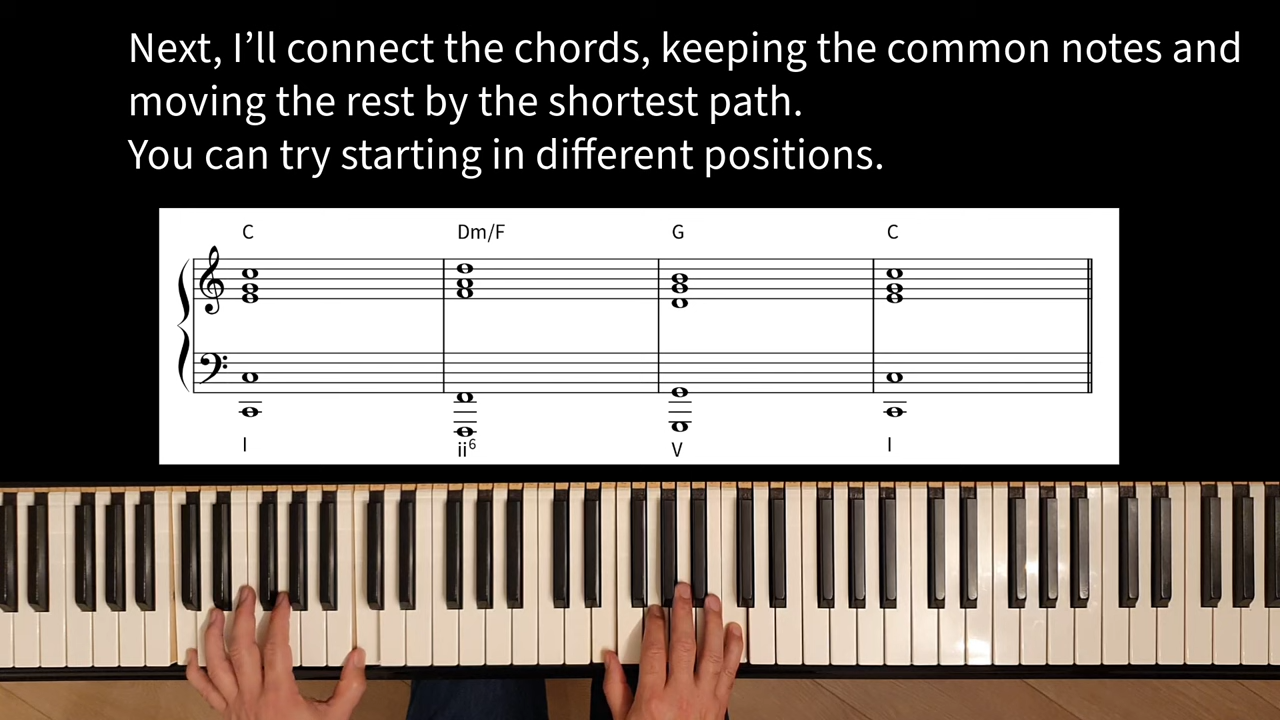 Next, I’ll connect the chords, keeping the common notes and
moving the rest by the shortest path.
You can try starting in different positions.
C Dm/F G C
I ii⁶ V I